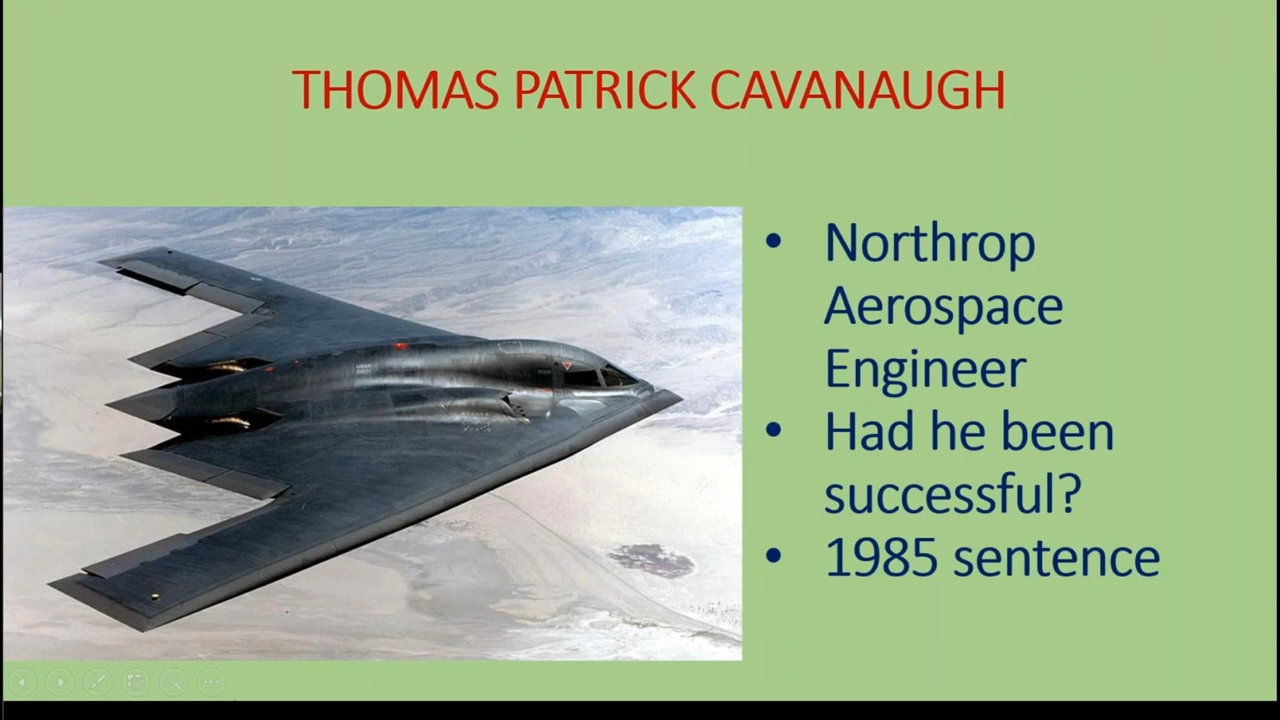 THOMAS PATRICK CAVANAUGH
• Northrop
Aerospace
Engineer
• Had he been
successful?
• 1985 sentence